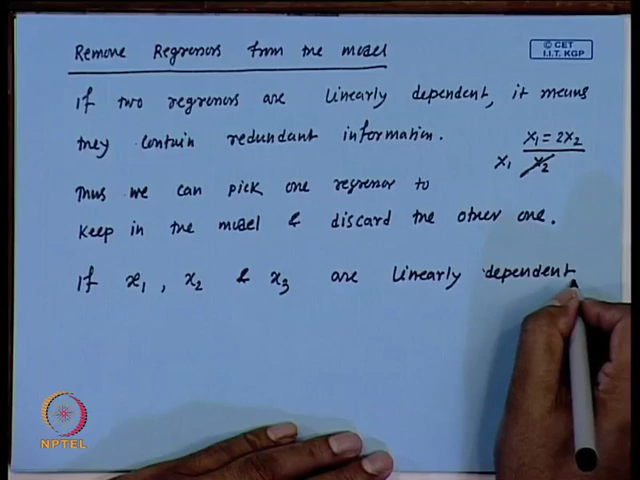 Remove Regressors from the model
© CET
I.I.T. KGP
If two regressors are linearly dependent, it means
they contain redundant information.
x₁ = 2x₂
x₁ x₂
Thus we can pick one regressor to
keep in the model & discard the other one.
If x₁, x₂ & x₃ are linearly dependent
NPTEL